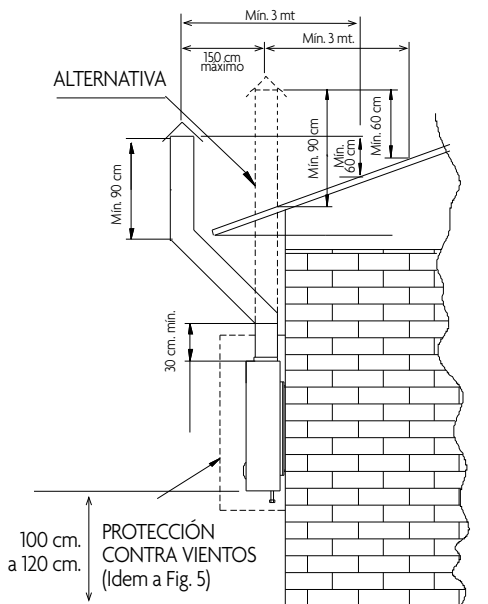 Mín. 3 mt
Mín. 3 mt.
150 cm
máximo
ALTERNATIVA
Mín. 90 cm
Mín. 90 cm
Mín.
60 cm
Mín. 60 cm
30 cm. mín.
100 cm.
a 120 cm.
PROTECCIÓN
CONTRA VIENTOS
(Idem a Fig. 5)